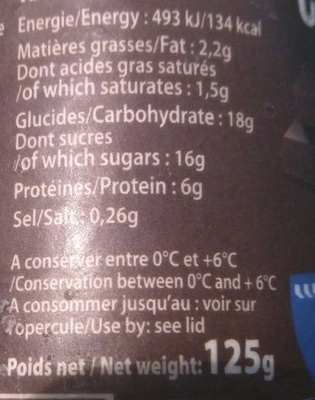 Energie/Energy : 493 kJ/134 kcal
Matières grasses/Fat : 2,2g
Dont acides gras saturés
/of which saturates : 1,5g
Glucides/Carbohydrate : 18g
Dont sucres
/of which sugars : 16g
Protéines/Protein : 6g
Sel/Salt : 0,26g
A conserver entre 0°C et +6°C
/Conservation between 0°C and + 6°C
A consommer jusqu'au : voir sur
l'opercule/Use by: see lid
Poids net / Net weight: 125g